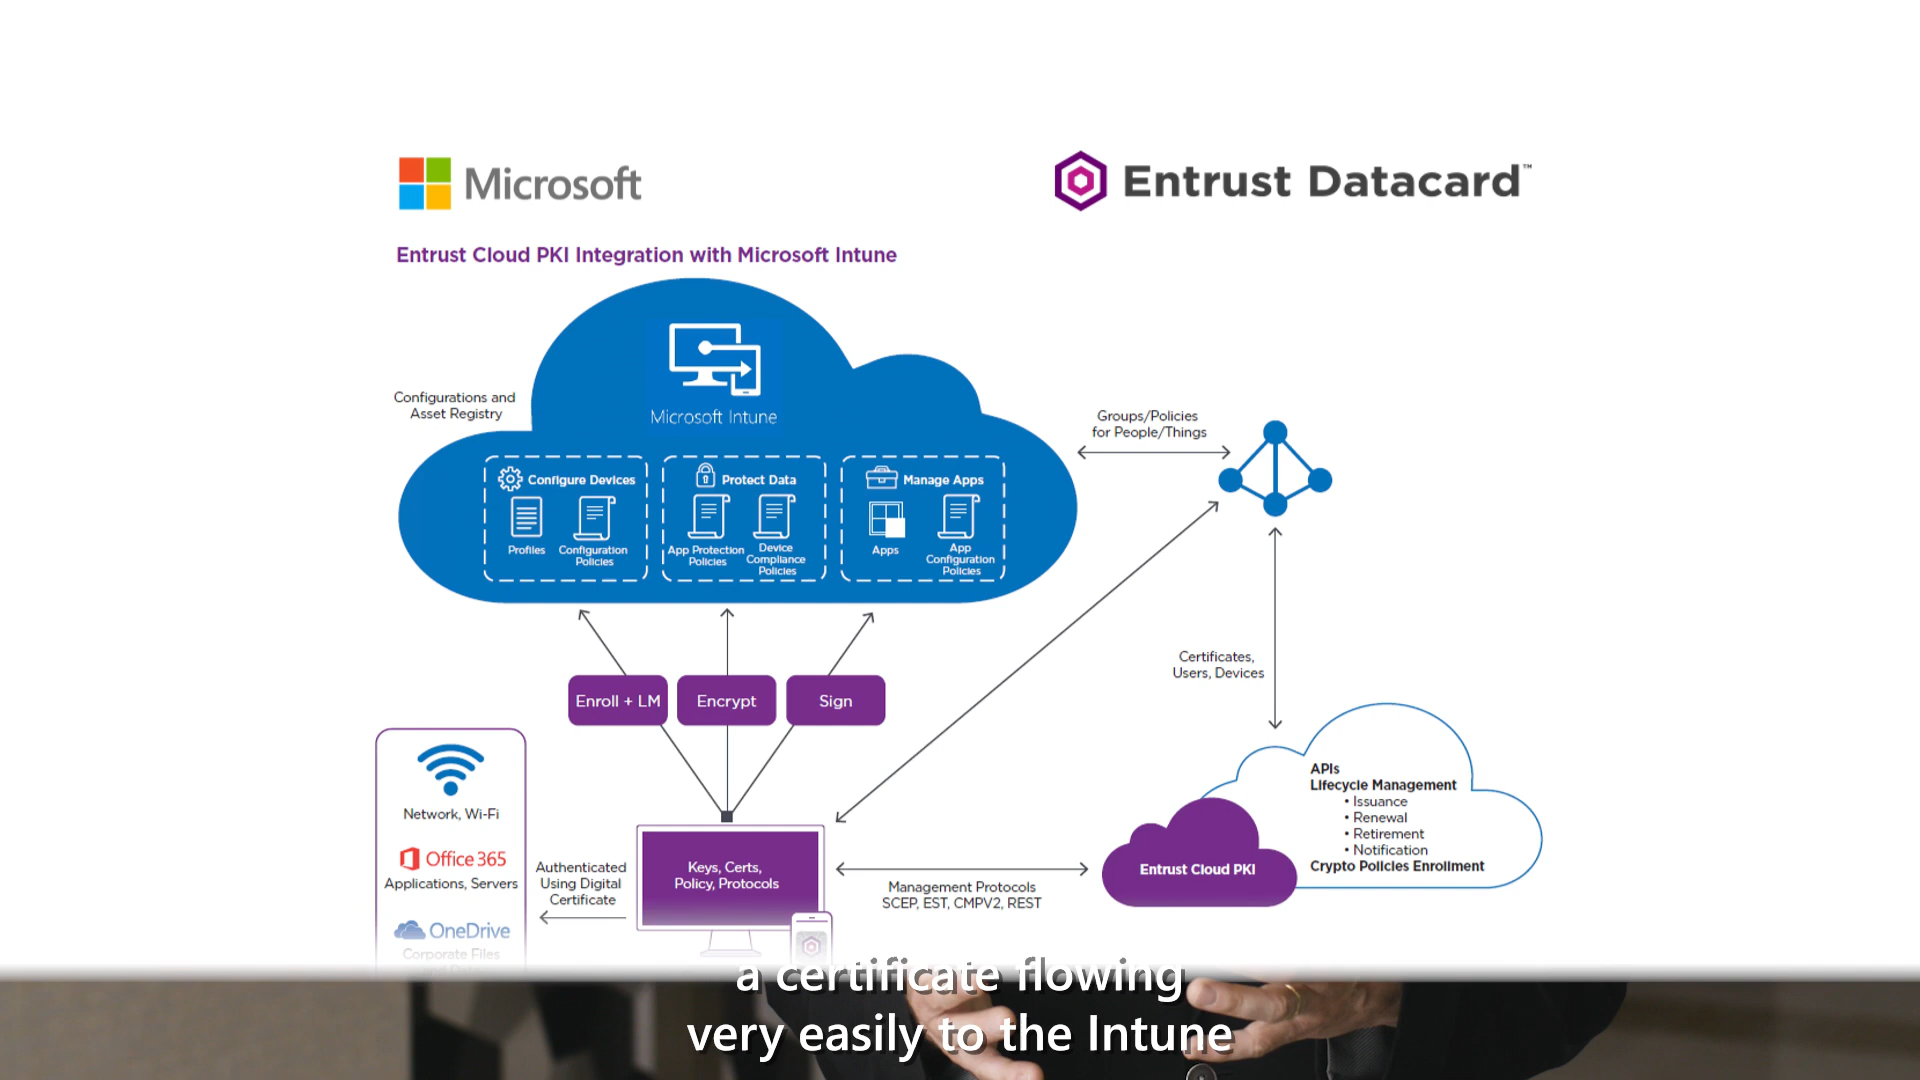 Microsoft
Entrust Datacard™
Entrust Cloud PKI Integration with Microsoft Intune
Configurations and
Asset Registry
Microsoft Intune
Configure Devices
Profiles
Configuration
Policies
Protect Data
App Protection
Policies
Device
Compliance
Policies
Manage Apps
Apps
App
Configuration
Policies
Groups/Policies
for People/Things
Certificates,
Users, Devices
Enroll + LM
Encrypt
Sign
Network, Wi-Fi
Office 365
Applications, Servers
OneDrive
Corporate Files
Authenticated
Using Digital
Certificate
Keys, Certs,
Policy, Protocols
Management Protocols
SCEP, EST, CMPV2, REST
Entrust Cloud PKI
APIs
Lifecycle Management
• Issuance
• Renewal
• Retirement
• Notification
Crypto Policies Enrollment
a certificate flowing
very easily to the Intune